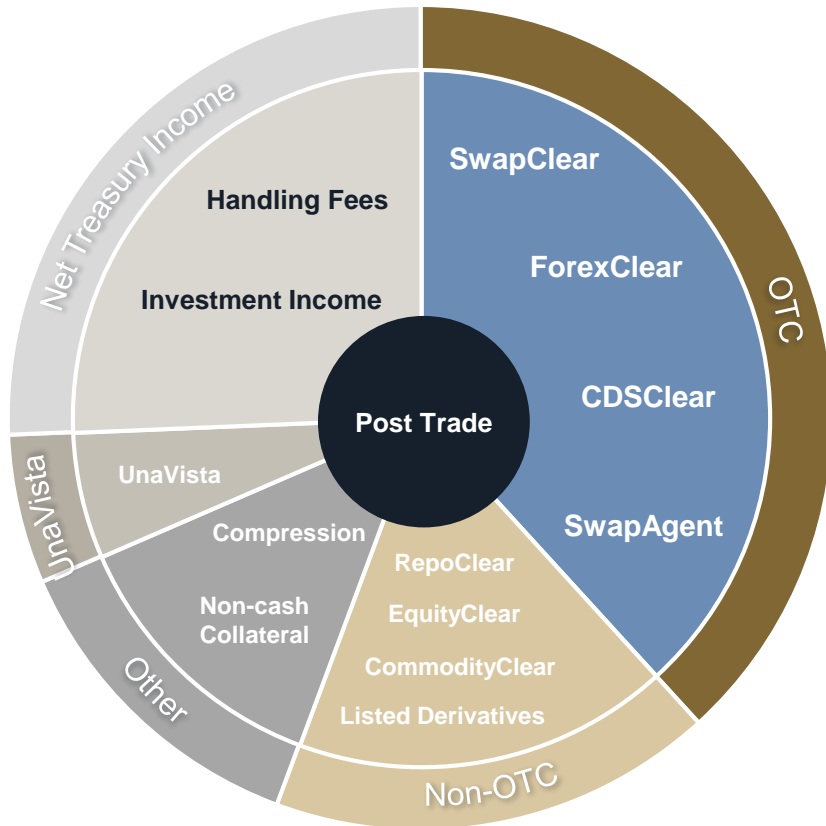 Post Trade
OTC
SwapClear
ForexClear
CDSClear
SwapAgent
Non-OTC
RepoClear
EquityClear
CommodityClear
Listed Derivatives
Other
Compression
Non-cash
Collateral
UnaVista
UnaVista
Net Treasury Income
Handling Fees
Investment Income